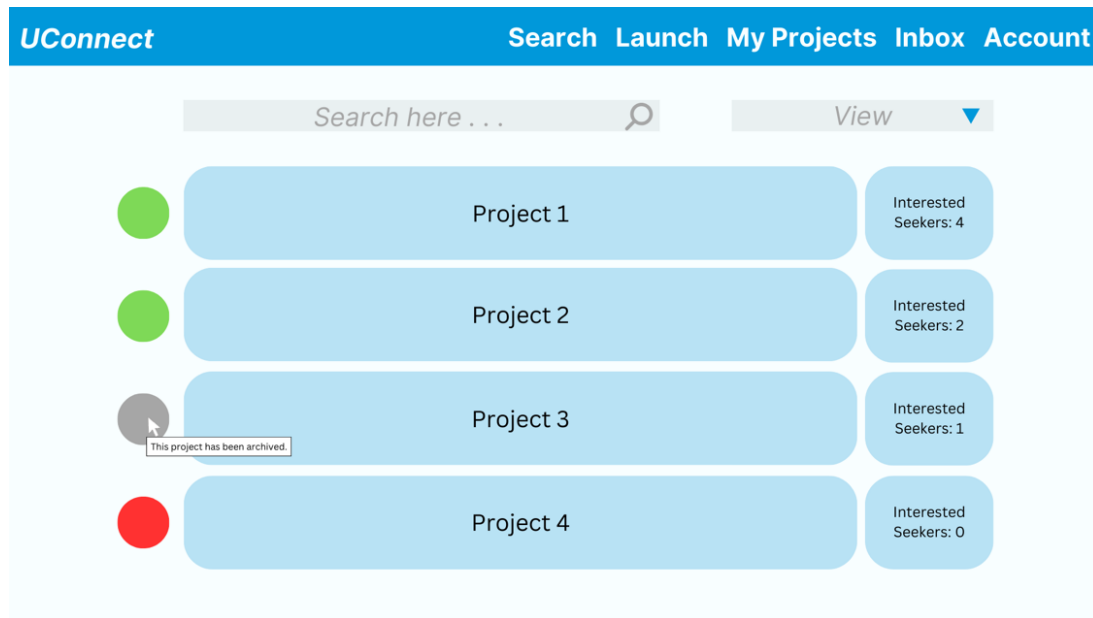 UConnect Search Launch My Projects Inbox Account
Search here . . . View
Project 1
Interested
Seekers: 4
Project 2
Interested
Seekers: 2
Project 3
Interested
Seekers: 1
This project has been archived.
Project 4
Interested
Seekers: 0